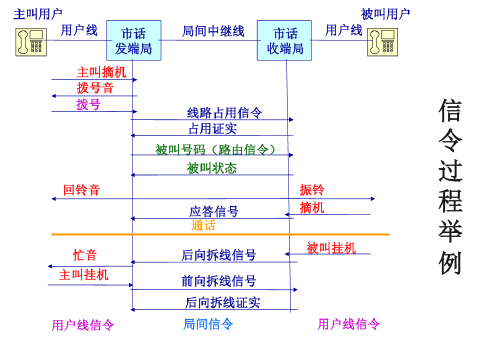 主叫用户
被叫用户
用户线
市话
发端局
局间中继线
市话
收端局
用户线
主叫摘机
拨号音
拨号
线路占用信令
占用证实
被叫号码（路由信令）
被叫状态
回铃音
振铃
应答信号
摘机
通话
被叫挂机
后向拆线信号
忙音
主叫挂机
前向拆线信号
后向拆线证实
用户线信令
局间信令
用户线信令
信令过程举例